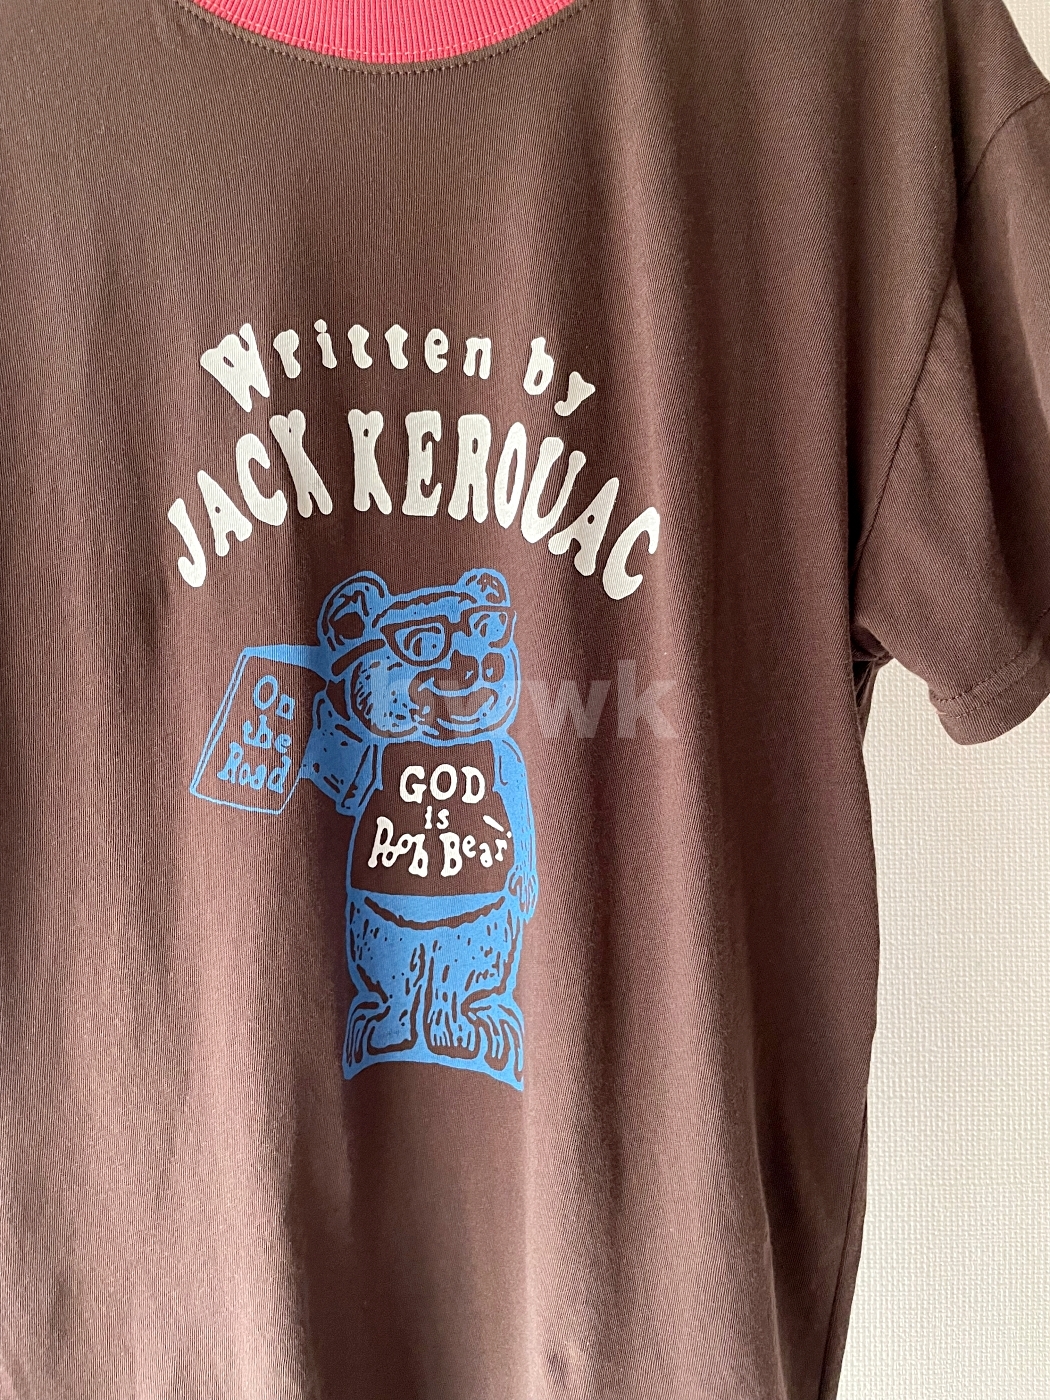 Written by
JACK KEROUAC
On
the
Road
GOD
is
Pooh Bear